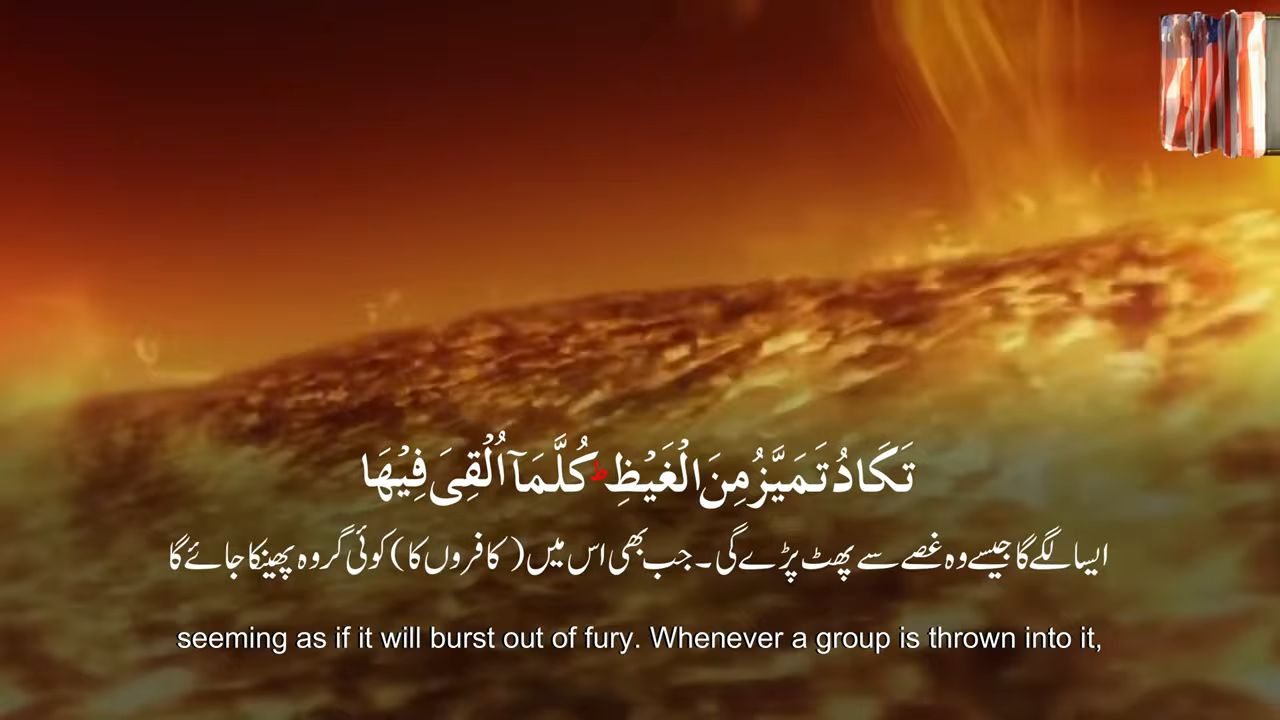 تَكَادُ تَمَيَّزُ مِنَ الْغَيْظِ ؕ كُلَّمَاۤ اُلْقِیَ فِیْهَا
ایسا لگے گا جیسے وہ غصے سے پھٹ پڑے گی۔ جب بھی اس میں (کافروں کا) کوئی گروہ پھینکا جائے گا
seeming as if it will burst out of fury. Whenever a group is thrown into it,